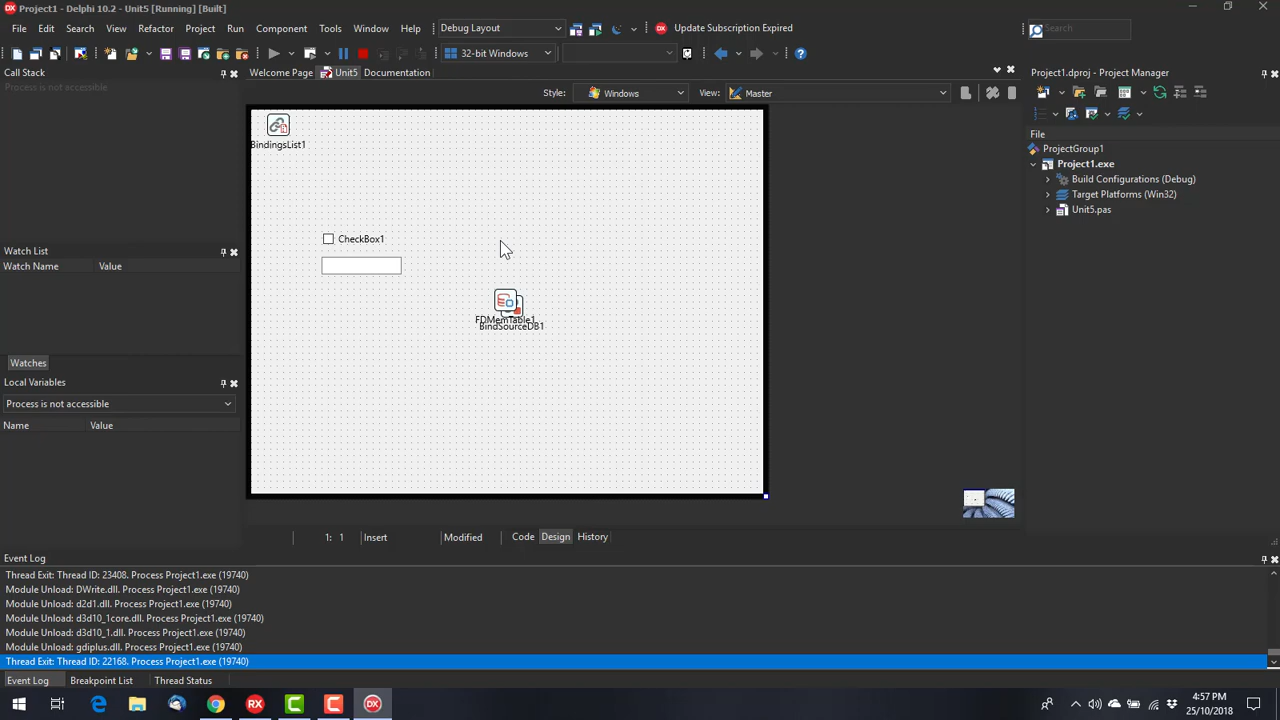 DX Project1 - Delphi 10.2 - Unit5 [Running] [Built]
File Edit Search View Refactor Project Run Component Tools Window Help Debug Layout DX Update Subscription Expired Search
32-bit Windows
Call Stack Welcome Page Unit5 Documentation Project1.dproj - Project Manager
Process is not accessible
Style: Windows View: Master
File
ProjectGroup1
Project1.exe
Build Configurations (Debug)
Target Platforms (Win32)
Unit5.pas
BindingsList1
CheckBox1
FDMemTable1
BindSourceDB1
Watch List
Watch Name Value
Watches
Local Variables
Process is not accessible
Name Value
1: 1 Insert Modified Code Design History
Event Log
Thread Exit: Thread ID: 23408. Process Project1.exe (19740)
Module Unload: DWrite.dll. Process Project1.exe (19740)
Module Unload: d2d1.dll. Process Project1.exe (19740)
Module Unload: d3d10_1core.dll. Process Project1.exe (19740)
Module Unload: d3d10_1.dll. Process Project1.exe (19740)
Module Unload: gdiplus.dll. Process Project1.exe (19740)
Thread Exit: Thread ID: 22168. Process Project1.exe (19740)
Event Log Breakpoint List Thread Status
RX DX
4:57 PM
25/10/2018